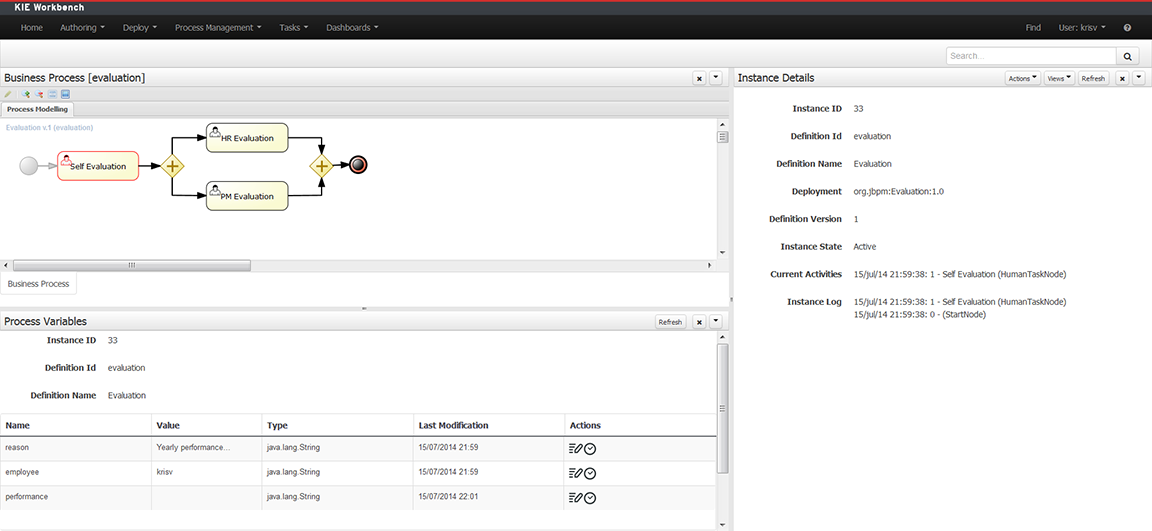 KIE Workbench
Home Authoring Deploy Process Management Tasks Dashboards Find User: krisv
Search...
Business Process [evaluation]
Process Modelling
Evaluation v.1 (evaluation)
Self Evaluation
HR Evaluation
PM Evaluation
Business Process
Process Variables Refresh
Instance ID 33
Definition Id evaluation
Definition Name Evaluation
Name Value Type Last Modification Actions
reason Yearly performance... java.lang.String 15/07/2014 21:59
employee krisv java.lang.String 15/07/2014 21:59
performance java.lang.String 15/07/2014 22:01
Instance Details Actions Views Refresh
Instance ID 33
Definition Id evaluation
Definition Name Evaluation
Deployment org.jbpm:Evaluation:1.0
Definition Version 1
Instance State Active
Current Activities 15/jul/14 21:59:38: 1 - Self Evaluation (HumanTaskNode)
Instance Log 15/jul/14 21:59:38: 1 - Self Evaluation (HumanTaskNode)
15/jul/14 21:59:38: 0 - (StartNode)